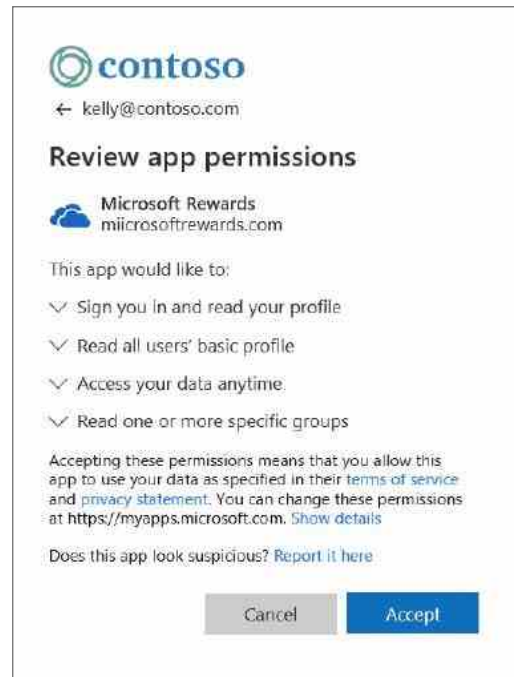 contoso
← kelly@contoso.com
Review app permissions
Microsoft Rewards
miicrosoftrewards.com
This app would like to:
Sign you in and read your profile
Read all users' basic profile
Access your data anytime
Read one or more specific groups
Accepting these permissions means that you allow this
app to use your data as specified in their terms of service
and privacy statement. You can change these permissions
at https://myapps.microsoft.com. Show details
Does this app look suspicious? Report it here
Cancel Accept